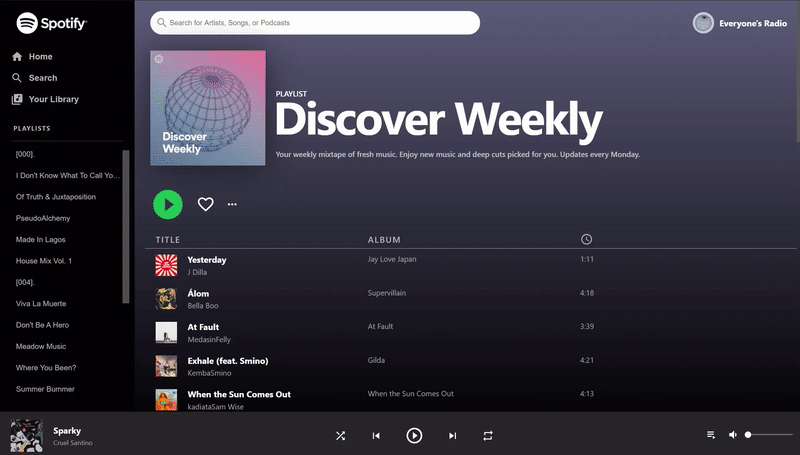 Spotify
Search for Artists, Songs, or Podcasts
Everyone's Radio
Home
Search
Your Library
PLAYLISTS
[000].
I Don't Know What To Call Yo...
Of Truth & Juxtaposition
PseudoAlchemy
Made In Lagos
House Mix Vol. 1
[004].
Viva La Muerte
Don't Be A Hero
Meadow Music
Where You Been?
Summer Bummer
Discover
Weekly
PLAYLIST
Discover Weekly
Your weekly mixtape of fresh music. Enjoy new music and deep cuts picked for you. Updates every Monday.
TITLE ALBUM
Yesterday Jay Love Japan 1:11
J Dilla
Álom Supervillain 4:18
Bella Boo
At Fault At Fault 3:39
MedasinFelly
Exhale (feat. Smino) Gilda 4:21
KembaSmino
When the Sun Comes Out When the Sun Comes Out 4:13
kadiataSam Wise
Sparky
Cruel Santino